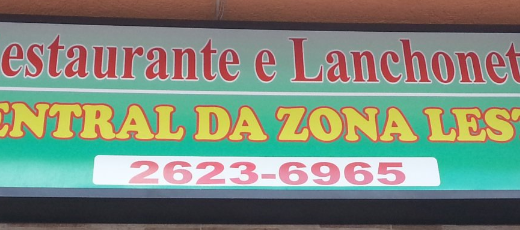 estaurante e Lanchonet
ENTRAL DA ZONA LEST
2623-6965